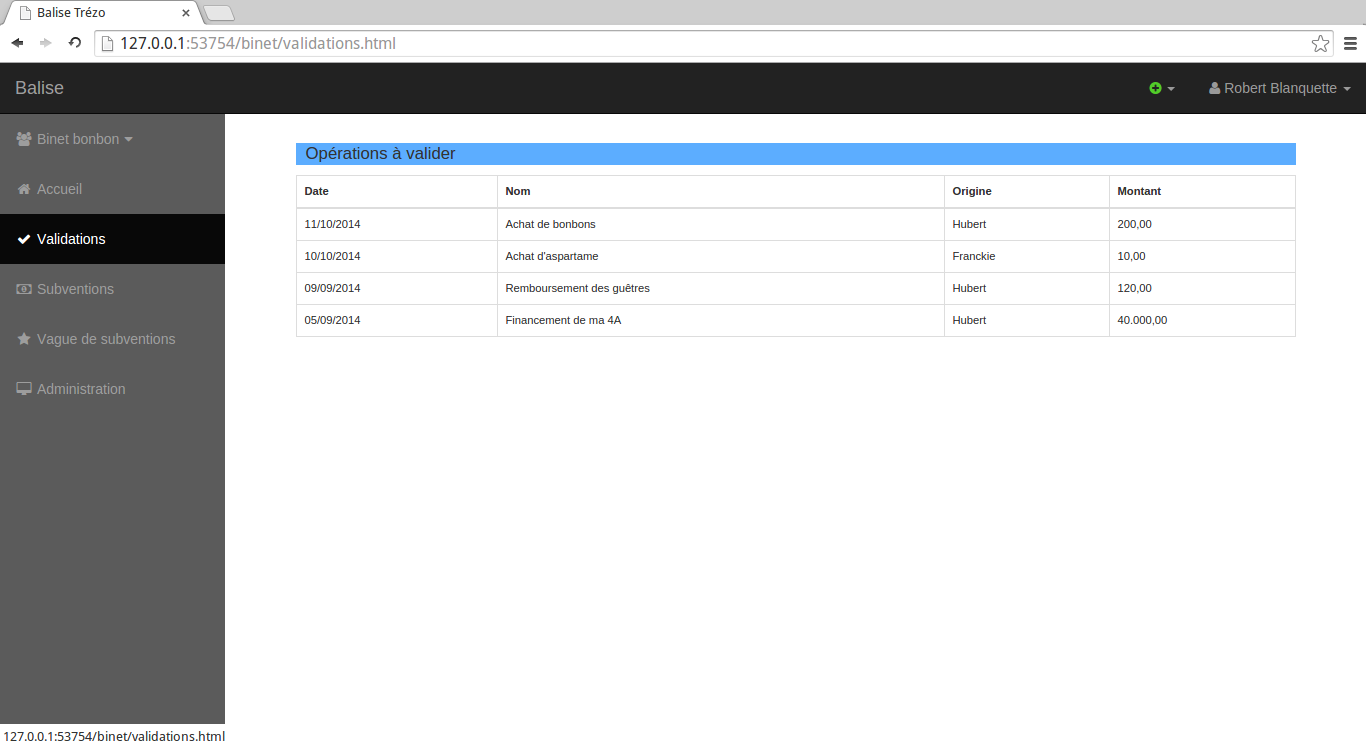 Balise Trézo
127.0.0.1:53754/binet/validations.html
Balise
Robert Blanquette
Binet bonbon
Accueil
Validations
Subventions
Vague de subventions
Administration
Opérations à valider
Date Nom Origine Montant
11/10/2014 Achat de bonbons Hubert 200,00
10/10/2014 Achat d'aspartame Franckie 10,00
09/09/2014 Remboursement des guêtres Hubert 120,00
05/09/2014 Financement de ma 4A Hubert 40.000,00
127.0.0.1:53754/binet/validations.html